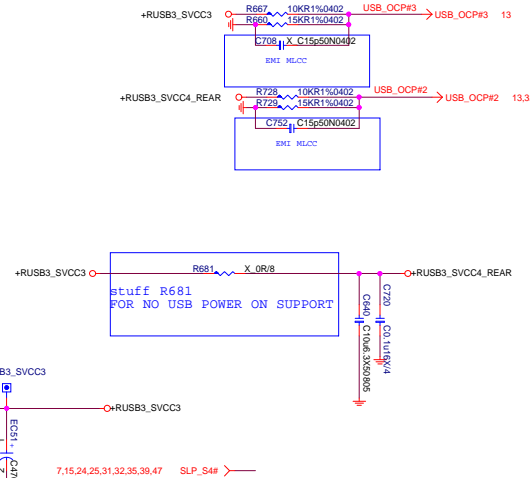 +RUSB3_SVCC3 R667 10KR1%0402 USB_OCP#3 USB_OCP#3 13
R660 15KR1%0402
C708 X_C15p50N0402
EMI MLCC
+RUSB3_SVCC4_REAR R728 10KR1%0402 USB_OCP#2 USB_OCP#2 13,3
R729 15KR1%0402
C752 C15p50N0402
EMI MLCC
+RUSB3_SVCC3 R681 X_0R/8 +RUSB3_SVCC4_REAR
stuff R681
FOR NO USB POWER ON SUPPORT
C640
C10u6.3X50805
C720
C0.1u16X/4
B3_SVCC3
+RUSB3_SVCC3
EC51
+
C47
7,15,24,25,31,32,35,39,47 SLP_S4#